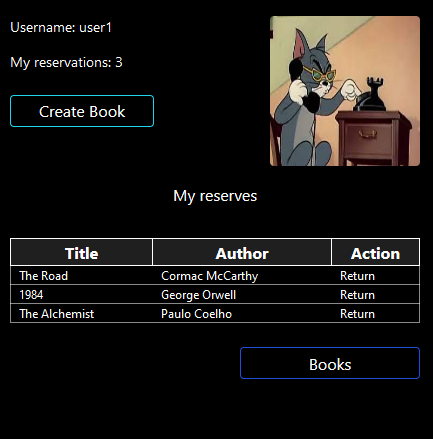 Username: user1
My reservations: 3
Create Book
My reserves
Title Author Action
The Road Cormac McCarthy Return
1984 George Orwell Return
The Alchemist Paulo Coelho Return
Books